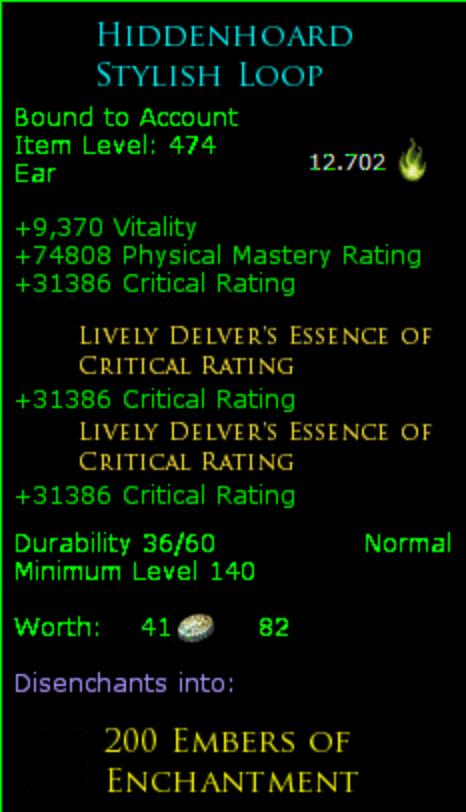 Hiddenhoard
Stylish Loop
Bound to Account
Item Level: 474
12.702
Ear
+9,370 Vitality
+74808 Physical Mastery Rating
+31386 Critical Rating
Lively Delver's Essence of
Critical Rating
+31386 Critical Rating
Lively Delver's Essence of
Critical Rating
+31386 Critical Rating
Durability 36/60 Normal
Minimum Level 140
Worth: 41 82
Disenchants into:
200 Embers of
Enchantment